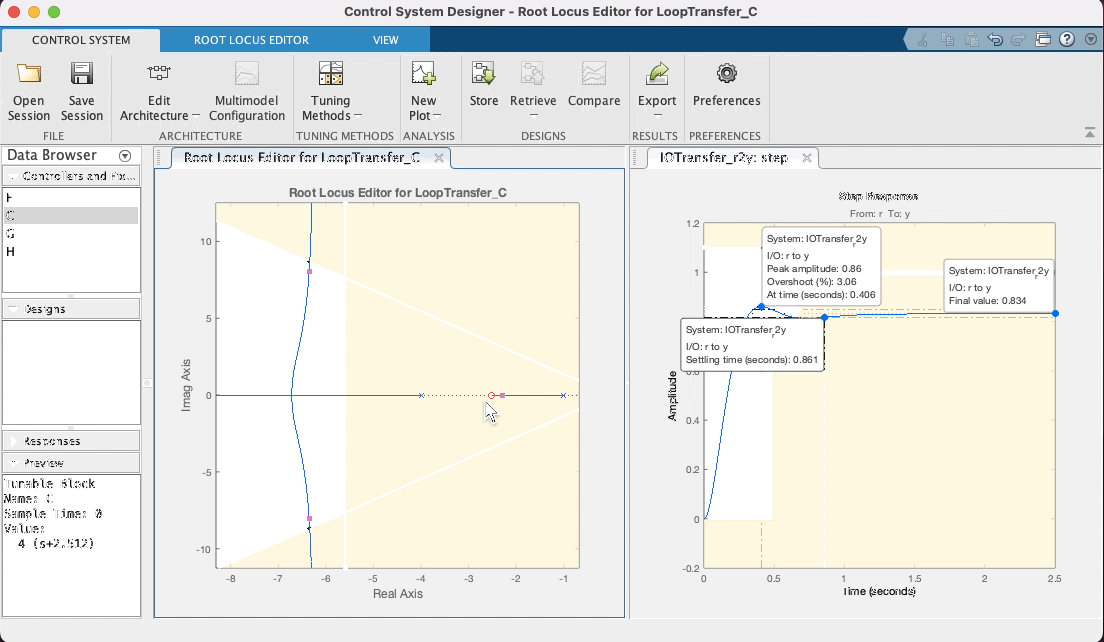 Control System Designer - Root Locus Editor for LoopTransfer_C
CONTROL SYSTEM
ROOT LOCUS EDITOR
VIEW
Open Session
Save Session
Edit Architecture
Multimodel Configuration
Tuning Methods
New Plot
Store
Retrieve
Compare
Export
Preferences
FILE
ARCHITECTURE
TUNING METHODS
ANALYSIS
DESIGNS
RESULTS
PREFERENCES
Data Browser
Controllers and Fix...
F
C
G
H
Designs
Responses
Preview
Tunable Block
Name: C
Sample Time: 0
Value:
4 (s+2.512)
Root Locus Editor for LoopTransfer_C
Root Locus Editor for LoopTransfer_C
10
5
0
-5
-10
Imag Axis
-8
-7
-6
-5
-4
-3
-2
-1
Real Axis
IOTransfer_r2y: step
Step Response
From: r To: y
1.2
1
0.6
0.4
0.2
0
-0.2
Amplitude
System: IOTransfer_r2y
I/O: r to y
Peak amplitude: 0.86
Overshoot (%): 3.06
At time (seconds): 0.406
System: IOTransfer_r2y
I/O: r to y
Final value: 0.834
System: IOTransfer_r2y
I/O: r to y
Settling time (seconds): 0.861
0
0.5
1
1.5
2
2.5
Time (seconds)